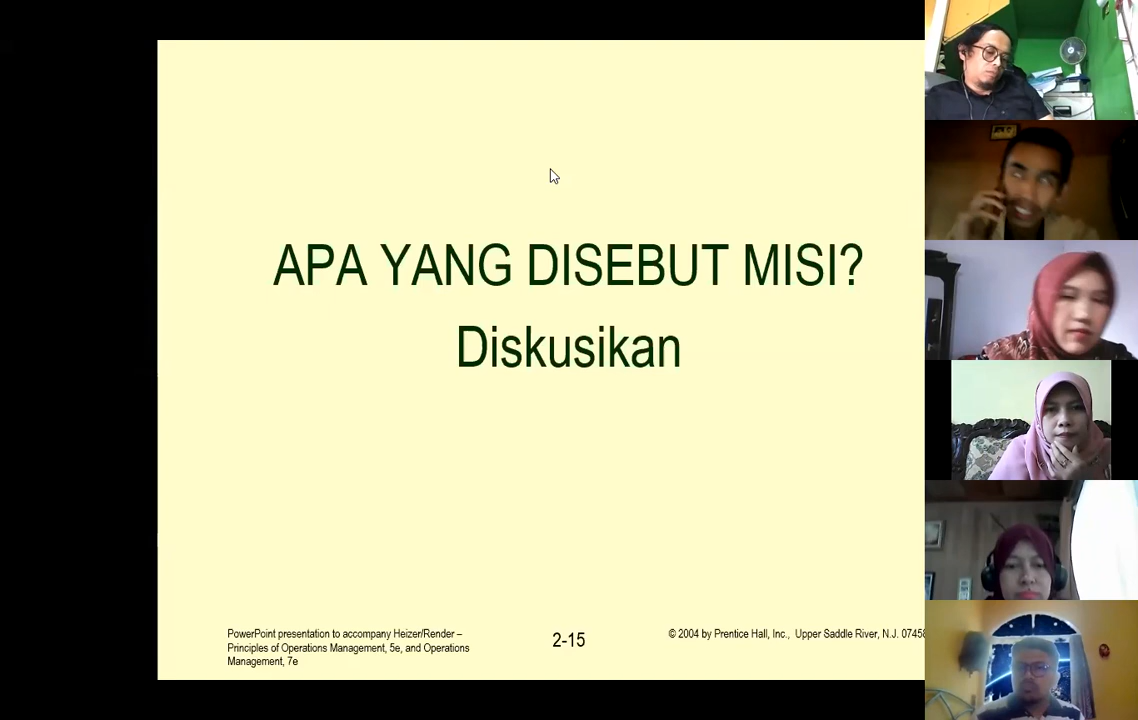 APA YANG DISEBUT MISI?
Diskusikan
PowerPoint presentation to accompany Heizer/Render –
Principles of Operations Management, 5e, and Operations
Management, 7e
2-15
© 2004 by Prentice Hall, Inc., Upper Saddle River, N.J. 07458